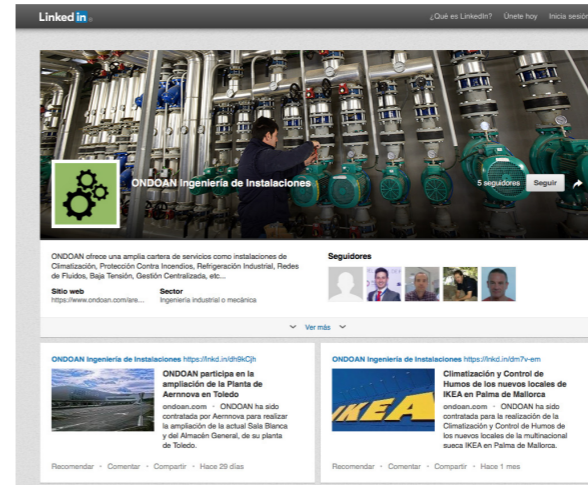 Linked in
¿Qué es LinkedIn? Únete hoy Inicia sesión
ONDOAN Ingeniería de Instalaciones
5 seguidores Seguir
ONDOAN ofrece una amplia cartera de servicios como instalaciones de
Climatización, Protección Contra Incendios, Refrigeración Industrial, Redes
de Fluidos, Baja Tensión, Gestión Centralizada, etc...
Sitio web
https://www.ondoan.com/are...
Sector
Ingeniería industrial o mecánica
Seguidores
Ver más
ONDOAN Ingeniería de Instalaciones https://lnkd.in/dh9kCjh
ONDOAN participa en la
ampliación de la Planta de
Aernnova en Toledo
ondoan.com · ONDOAN ha sido
contratada por Aernnova para realizar
la ampliación de la actual Sala Blanca
y del Almacén General, de su planta
de Toledo.
Recomendar · Comentar · Compartir · Hace 29 días
ONDOAN Ingeniería de Instalaciones https://lnkd.in/dm7v-em
IKEA
Climatización y Control de
Humos de los nuevos locales de
IKEA en Palma de Mallorca
ondoan.com · ONDOAN ha sido
contratada para la realización de la
Climatización y Control de Humos de
los nuevos locales de la multinacional
sueca IKEA en Palma de Mallorca.
Recomendar · Comentar · Compartir · Hace 1 mes